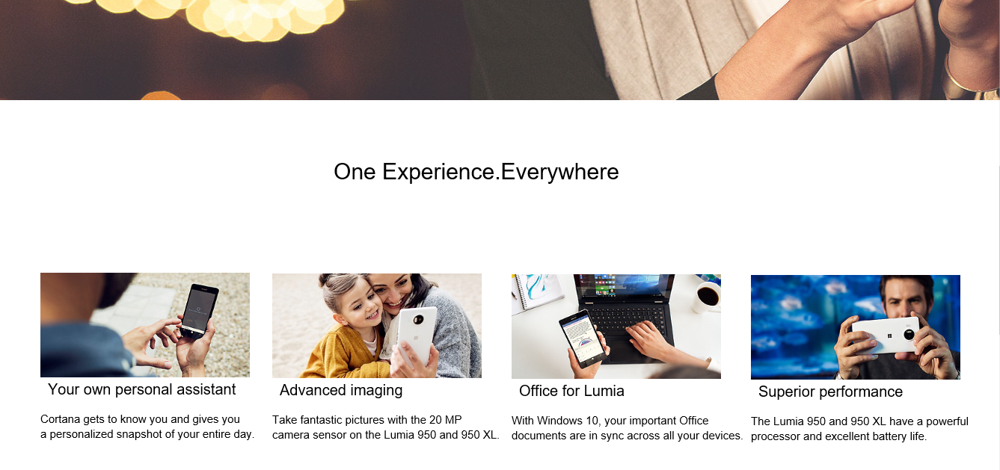 One Experience.Everywhere
Your own personal assistant
Cortana gets to know you and gives you
a personalized snapshot of your entire day.
Advanced imaging
Take fantastic pictures with the 20 MP
camera sensor on the Lumia 950 and 950 XL.
Office for Lumia
With Windows 10, your important Office
documents are in sync across all your devices.
Superior performance
The Lumia 950 and 950 XL have a powerful
processor and excellent battery life.